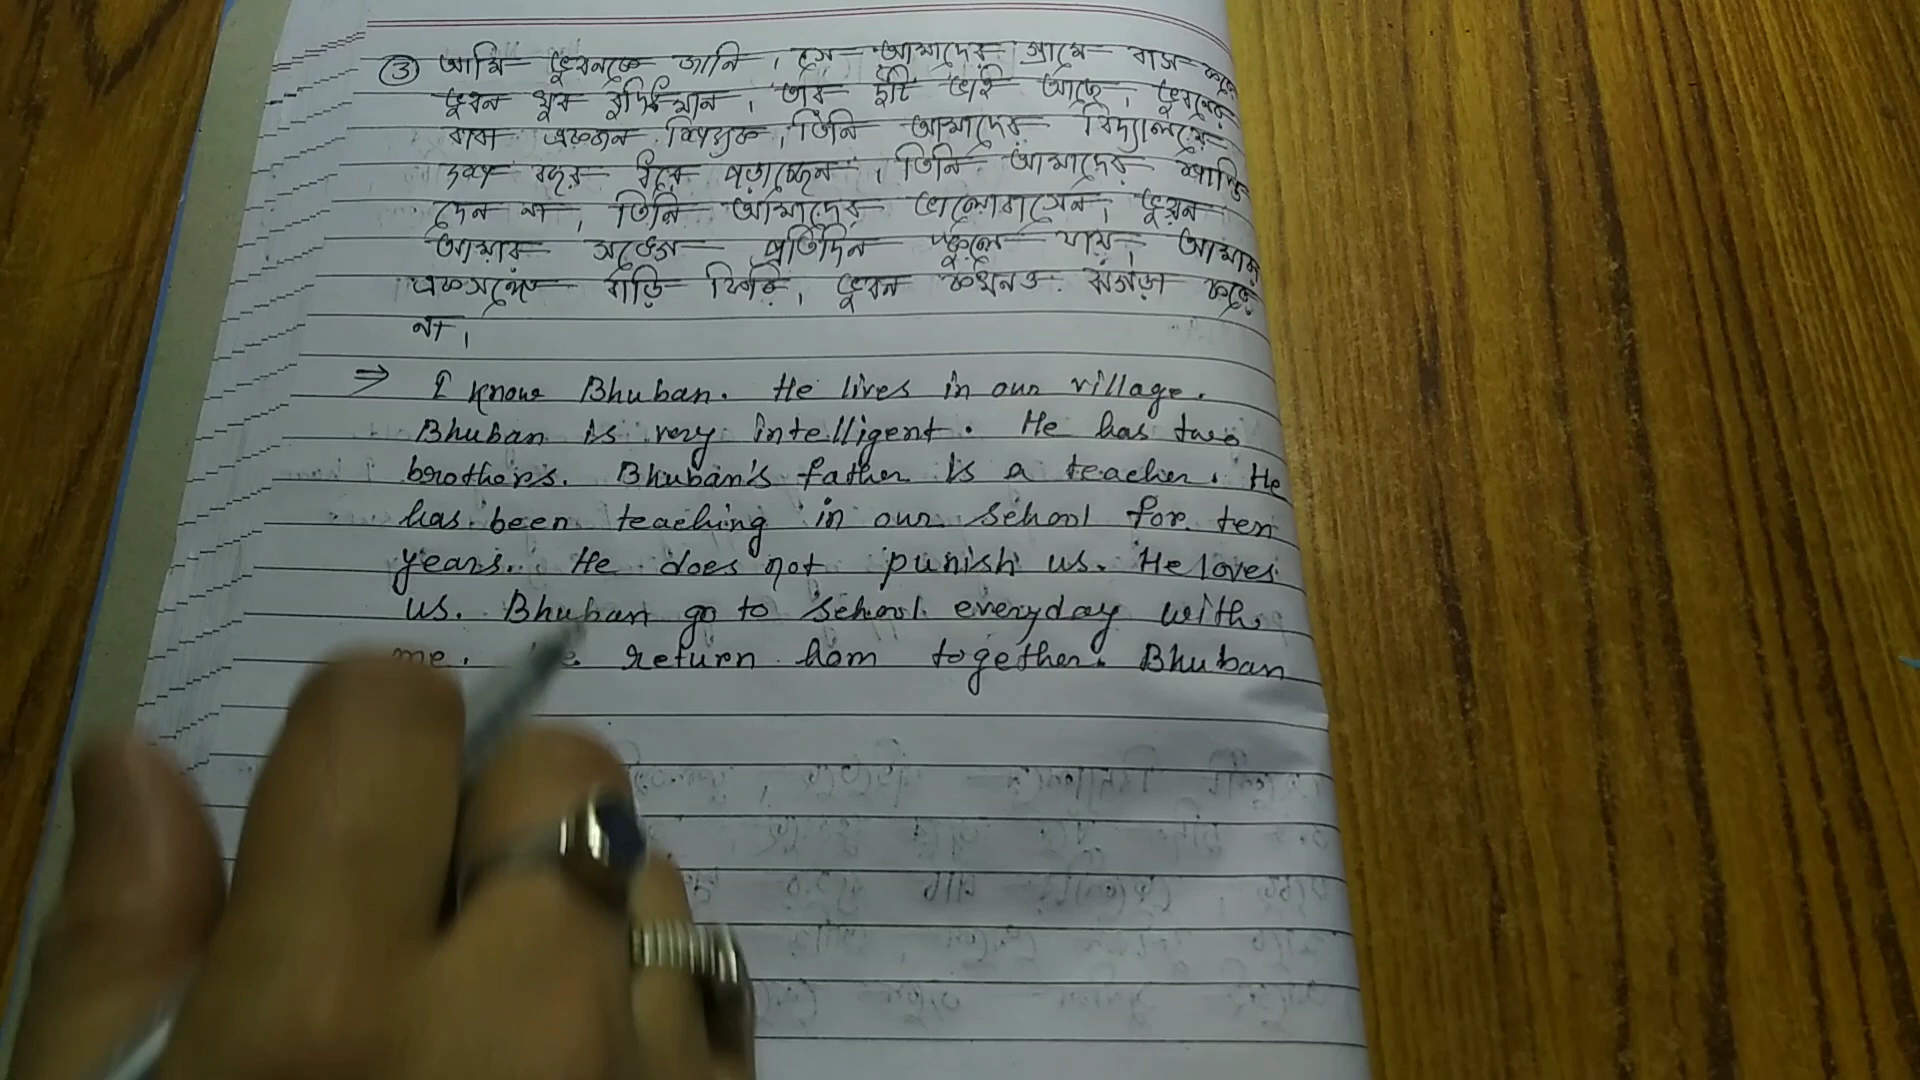 ③ আমি ভুবনকে জানি। সে আমাদের গ্রামে বাস করে
ভুবন খুব বুদ্ধিমান। তার দুটি ভাই আছে। ভুবনের
বাবা একজন শিক্ষক। তিনি আমাদের বিদ্যালয়ে
দশ বছর ধরে পড়াচ্ছেন। তিনি আমাদের শাস্তি
দেন না। তিনি আমাদের ভালোবাসেন। ভুবন
আমার সঙ্গে প্রতিদিন স্কুলে যায়। আমরা
একসঙ্গে বাড়ি ফিরি। ভুবন কখনও ঝগড়া করে
না।
⇒ I know Bhuban. He lives in our village.
Bhuban is very intelligent. He has two
brothers. Bhuban's father is a teacher. He
has been teaching in our school for ten
years. He does not punish us. He loves
us. Bhuban go to school everyday with
me. return hom together. Bhuban